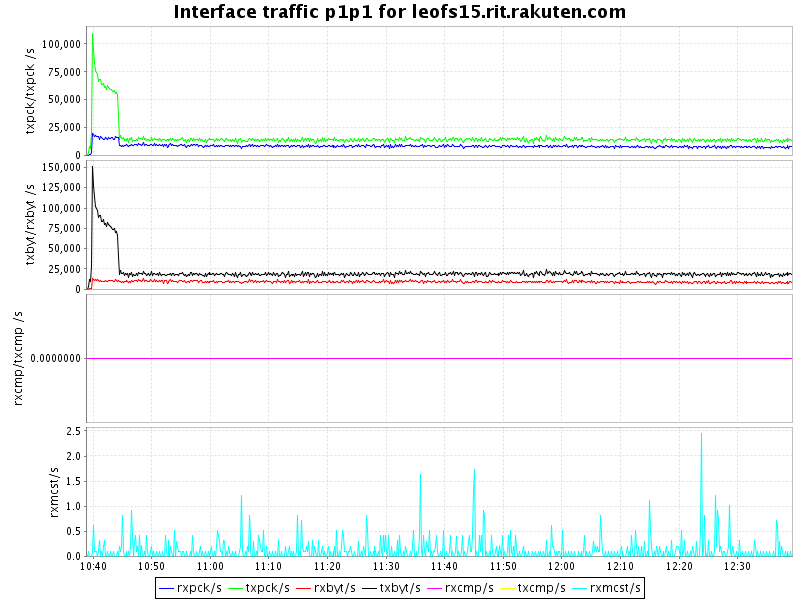 Interface traffic p1p1 for leofs15.rit.rakuten.com
txpck/txpck /s
100,000
75,000
50,000
25,000
0
txbyt/rxbyt /s
150,000
125,000
100,000
75,000
50,000
25,000
0
rxcmp/txcmp /s
0.0000000
rxmcst/s
2.5
2.0
1.5
1.0
0.5
0.0
10:40 10:50 11:00 11:10 11:20 11:30 11:40 11:50 12:00 12:10 12:20 12:30
rxpck/s txpck/s rxbyt/s txbyt/s rxcmp/s txcmp/s rxmcst/s